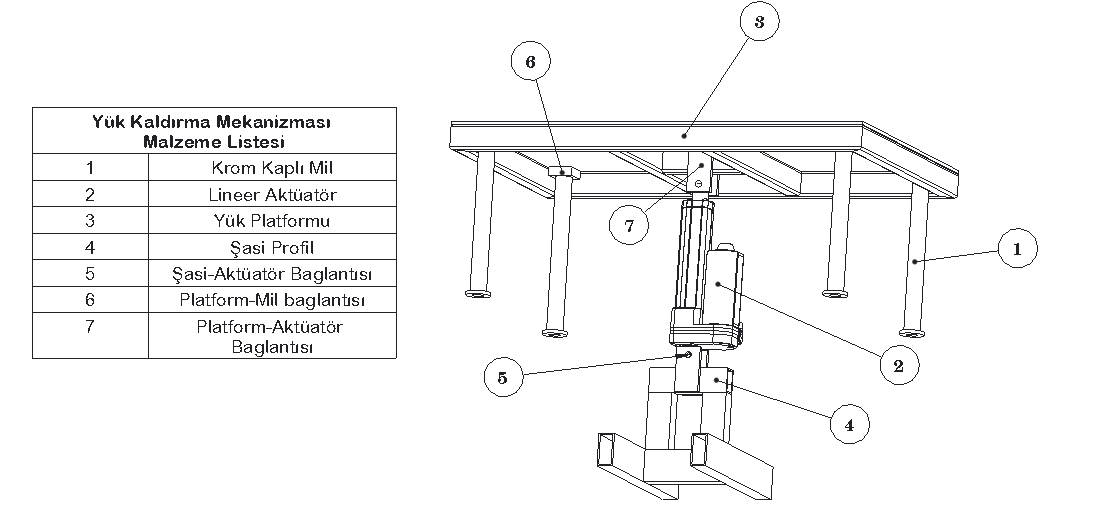 Yük Kaldırma Mekanizması
Malzeme Listesi
1 Krom Kaplı Mil
2 Lineer Aktüatör
3 Yük Platformu
4 Şasi Profil
5 Şasi-Aktüatör Baglantısı
6 Platform-Mil baglantısı
7 Platform-Aktüatör
Baglantısı
3
6
7
1
2
5
4